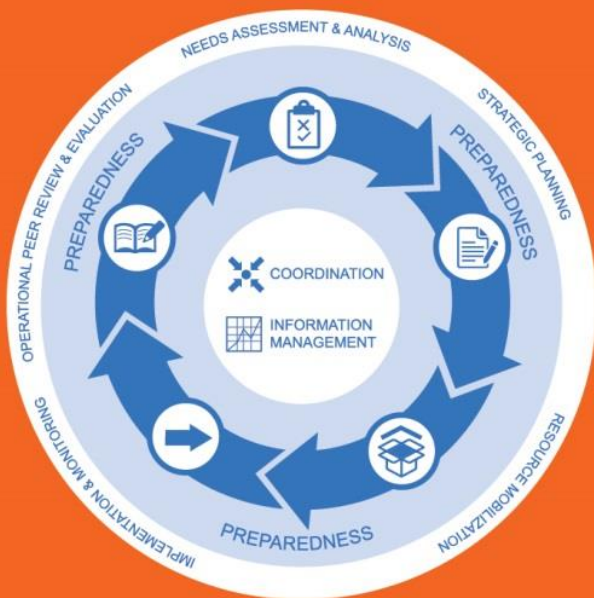 NEEDS ASSESSMENT & ANALYSIS
STRATEGIC PLANNING
RESOURCE MOBILIZATION
IMPLEMENTATION & MONITORING
OPERATIONAL PEER REVIEW & EVALUATION
PREPAREDNESS
PREPAREDNESS
PREPAREDNESS
COORDINATION
INFORMATION
MANAGEMENT